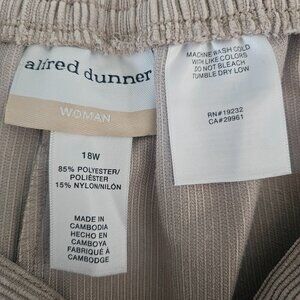 alfred dunner
WOMAN
18W
85% POLYESTER/
POLIÉSTER
15% NYLON/NILÓN
MADE IN
CAMBODIA
HECHO EN
CAMBOYA
FABRIQUÉ À
CAMBODGE
MACHINE WASH COLD
WITH LIKE COLORS
DO NOT BLEACH
TUMBLE DRY LOW
RN#19232
CA#29961